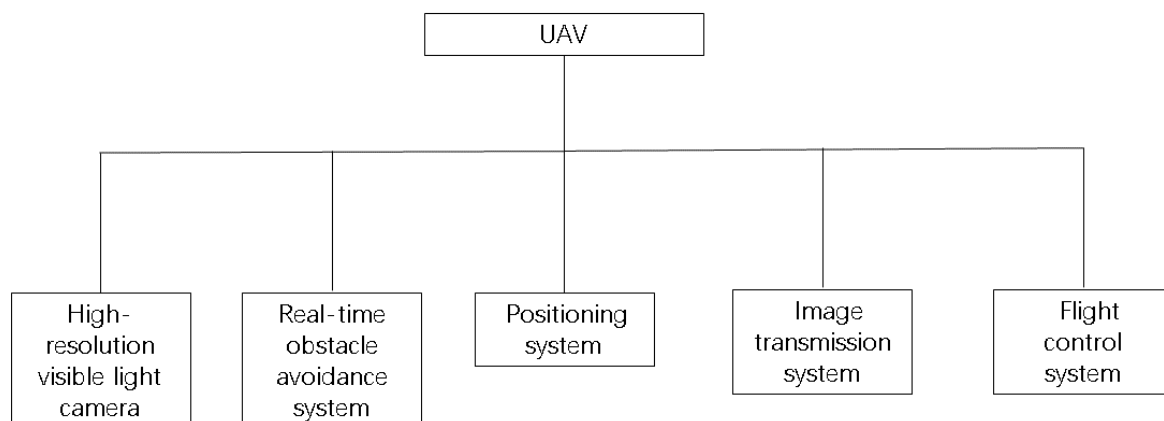 UAV
High-
resolution
visible light
camera
Real-time
obstacle
avoidance
system
Positioning
system
Image
transmission
system
Flight
control
system